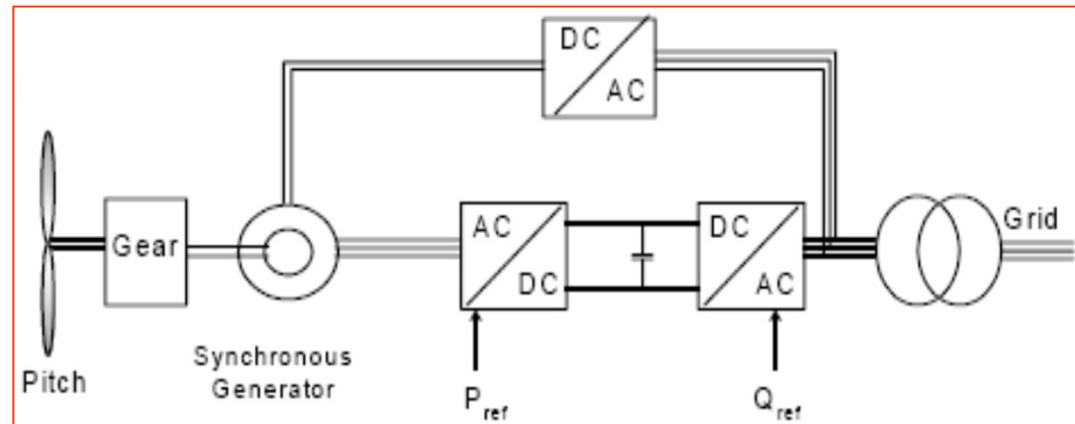 DC
AC
Gear
AC
DC
DC
AC
Grid
Pitch
Synchronous
Generator
P ref
Q ref